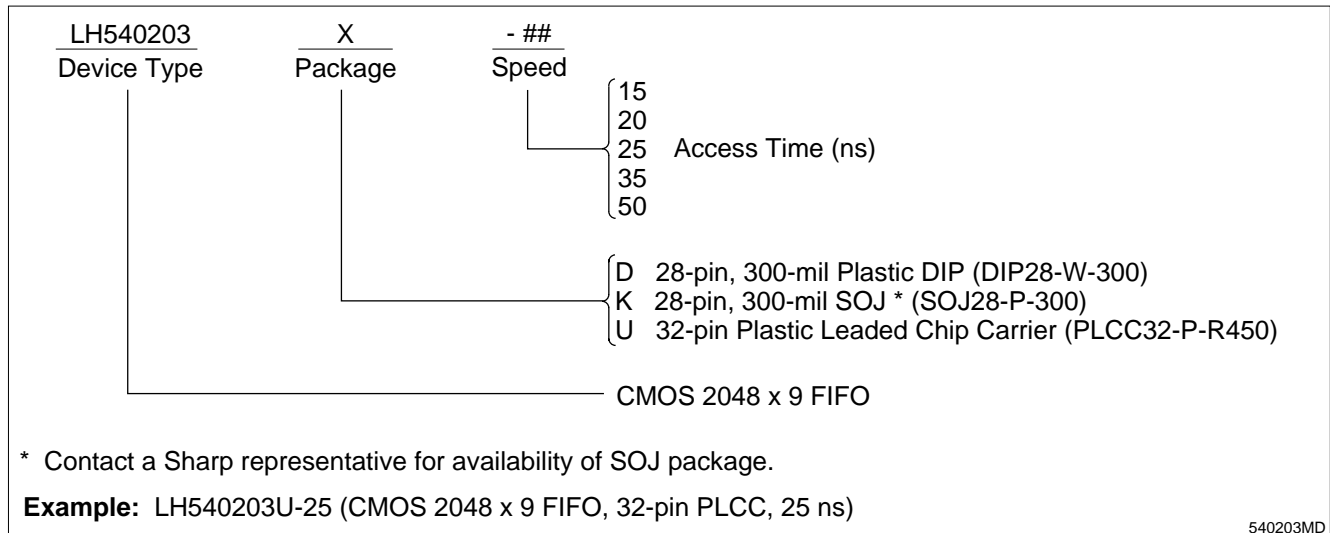 LH540203 X - ##
Device Type Package Speed
15
20
25 Access Time (ns)
35
50
D 28-pin, 300-mil Plastic DIP (DIP28-W-300)
K 28-pin, 300-mil SOJ * (SOJ28-P-300)
U 32-pin Plastic Leaded Chip Carrier (PLCC32-P-R450)
CMOS 2048 x 9 FIFO
* Contact a Sharp representative for availability of SOJ package.
Example: LH540203U-25 (CMOS 2048 x 9 FIFO, 32-pin PLCC, 25 ns)
540203MD